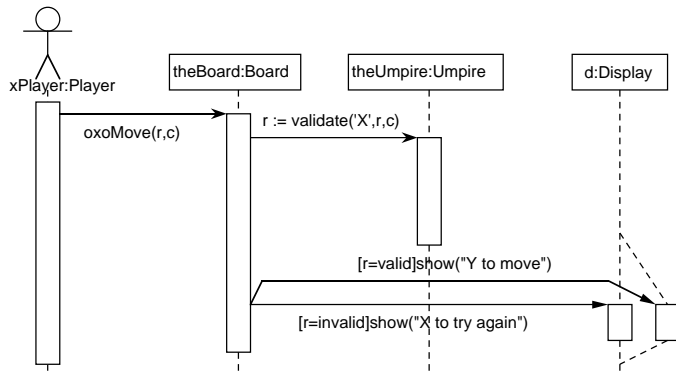 xPlayer:Player
theBoard:Board
theUmpire:Umpire
d:Display
oxoMove(r,c)
r := validate('X',r,c)
[r=valid]show("Y to move")
[r=invalid]show("X to try again")